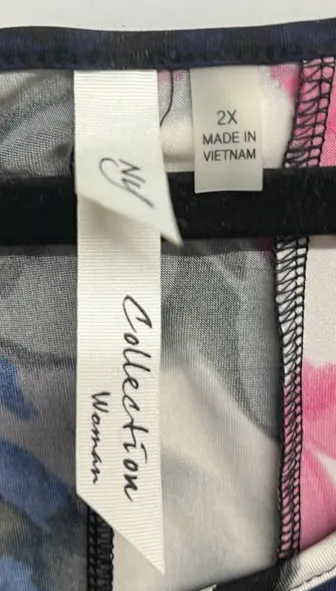 Ny
Collection
Woman
2X
MADE IN
VIETNAM